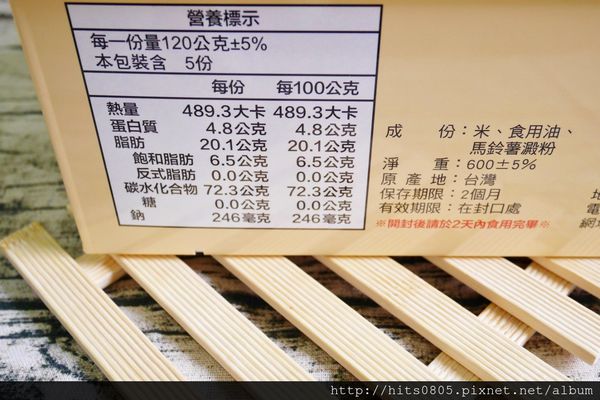 營養標示
每一份量120公克±5%
本包裝含 5份
每份 每100公克
熱量 489.3大卡 489.3大卡
蛋白質 4.8公克 4.8公克
脂肪 20.1公克 20.1公克
飽和脂肪 6.5公克 6.5公克
反式脂肪 0.0公克 0.0公克
碳水化合物 72.3公克 72.3公克
糖 0.0公克 0.0公克
鈉 246毫克 246毫克
成 份：米、食用油、
馬鈴薯澱粉
淨 重：600±5%
原 產 地：台灣
保存期限：2個月
有效期限：在封口處
※開封後請於2天內食用完畢※
電
網
http://hits0805.pixnet.net/album